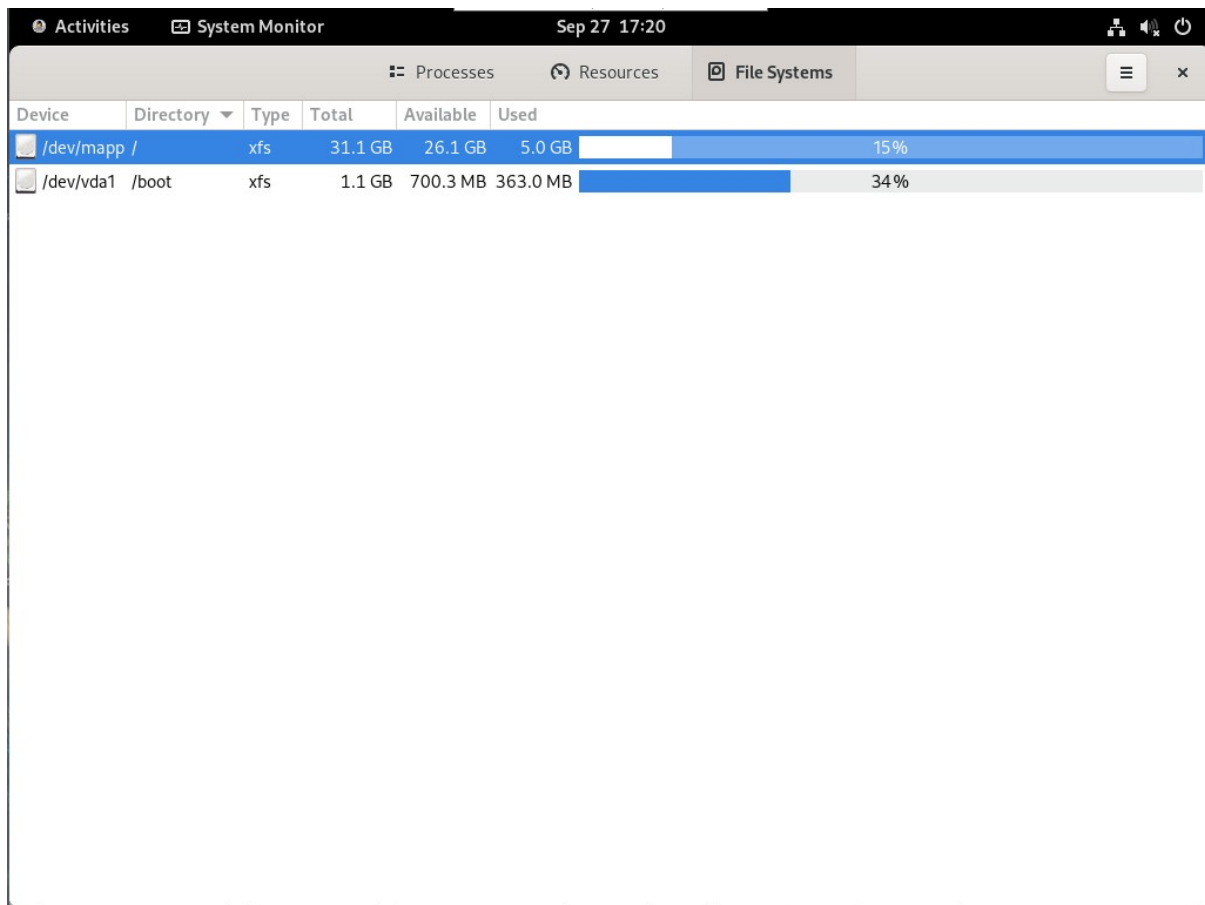 Activities System Monitor Sep 27 17:20
Processes Resources File Systems
Device Directory Type Total Available Used
/dev/mapp / xfs 31.1 GB 26.1 GB 5.0 GB 15%
/dev/vda1 /boot xfs 1.1 GB 700.3 MB 363.0 MB 34%